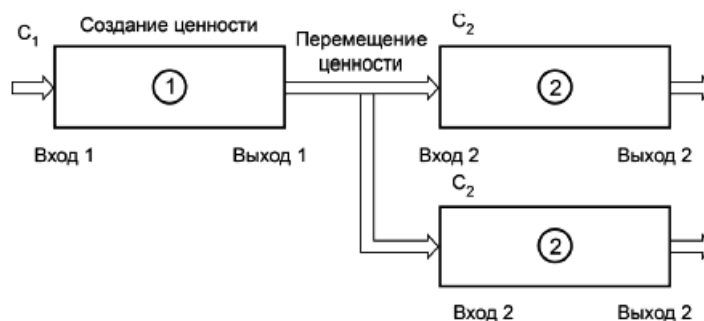 Создание ценности
C1
Перемещение
ценности
C2
1
2
Вход 1
Выход 1
Вход 2
Выход 2
C2
2
Вход 2
Выход 2